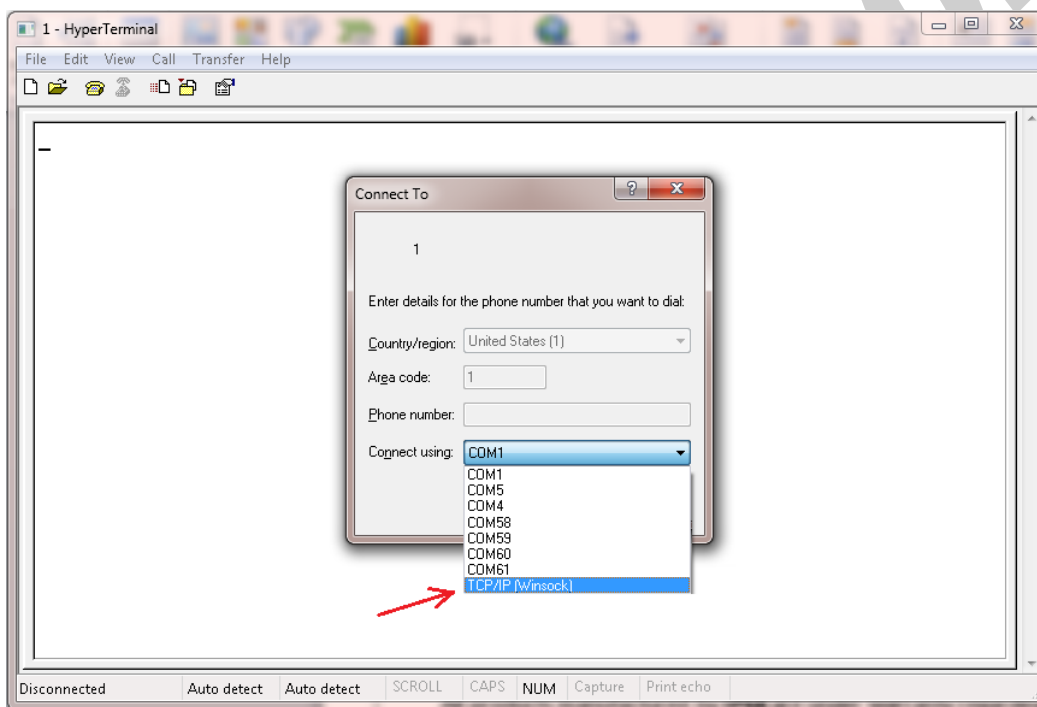 1 - HyperTerminal
File Edit View Call Transfer Help
Connect To
1
Enter details for the phone number that you want to dial:
Country/region: United States (1)
Area code: 1
Phone number:
Connect using: COM1
COM1
COM5
COM4
COM58
COM59
COM60
COM61
TCP/IP (Winsock)
Disconnected Auto detect Auto detect SCROLL CAPS NUM Capture Print echo